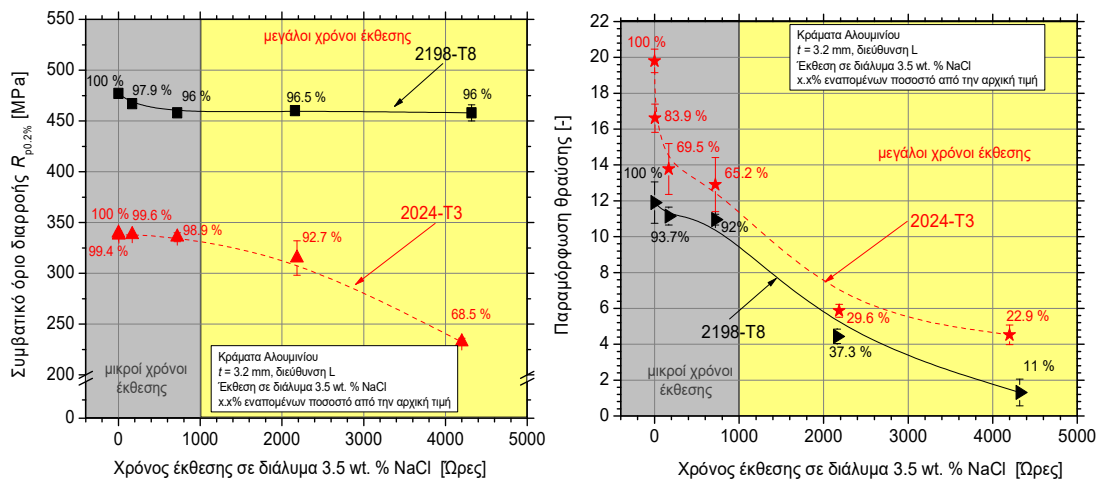 Συμβατικό όριο διαρροής Rp0.2% [MPa]
550
500
450
400
350
300
250
200
0
μεγάλοι χρόνοι έκθεσης
2198-T8
100 %
97.9 %
96 %
96.5 %
96 %
2024-T3
100 %
99.6 %
99.4 %
98.9 %
92.7 %
68.5 %
μικροί χρόνοι
έκθεσης
Κράματα Αλουμινίου
t = 3.2 mm, διεύθυνση L
Έκθεση σε διάλυμα 3.5 wt. % NaCl
x.x% εναπομένων ποσοστό από την αρχική τιμή
0 1000 2000 3000 4000 5000
Χρόνος έκθεσης σε διάλυμα 3.5 wt. % NaCl [Ώρες]
Παραμόρφωση θραύσης [-]
22
20
18
16
14
12
10
8
6
4
2
0
Κράματα Αλουμινίου
t = 3.2 mm, διεύθυνση L
Έκθεση σε διάλυμα 3.5 wt. % NaCl
x.x% εναπομένων ποσοστό από την αρχική τιμή
100 %
83.9 %
69.5 %
65.2 %
μεγάλοι χρόνοι έκθεσης
100 %
93.7%
92%
2024-T3
2198-T8
29.6 %
37.3 %
22.9 %
11 %
μικροί χρόνοι
έκθεσης
0 1000 2000 3000 4000 5000
Χρόνος έκθεσης σε διάλυμα 3.5 wt. % NaCl [Ώρες]